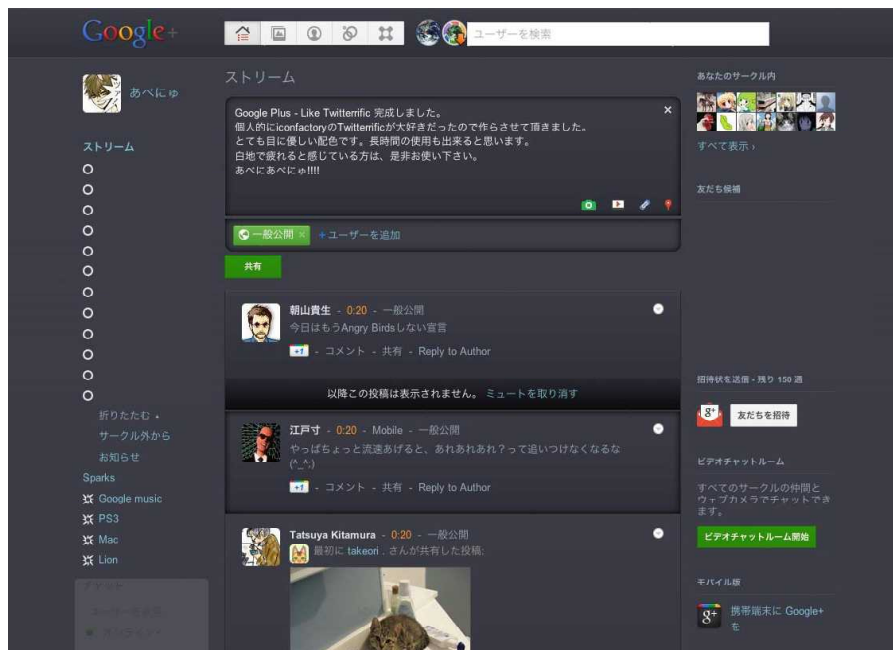 Google+
ユーザーを検索
あべにゅ
ストリーム
折りたたむ
サークル外から
お知らせ
Sparks
Google music
PS3
Mac
Lion
チャット
ストリーム
Google Plus - Like Twitterrific 完成しました。
個人的にiconfactoryのTwitterrificが大好きだったので作らさせて頂きました。
とても目に優しい配色です。長時間の使用も出来ると思います。
白地で疲れると感じている方は、是非お使い下さい。
あべにあべにゅ!!!!
一般公開 ×
+ユーザーを追加
共有
朝山貴生 - 0:20 - 一般公開
今日はもうAngry Birdsしない宣言
+1 - コメント - 共有 - Reply to Author
以降この投稿は表示されません。 ミュートを取り消す
江戸寸 - 0:20 - Mobile - 一般公開
やっぱちょっと流速あげると、あれあれあれ？って追いつけなくなるな
(^_^;)
+1 - コメント - 共有 - Reply to Author
Tatsuya Kitamura - 0:20 - 一般公開
最初に takeori . さんが共有した投稿:
あなたのサークル内
すべて表示 ›
友だち候補
招待状を送信 - 残り 150 通
g+
友だちを招待
ビデオチャットルーム
すべてのサークルの仲間と
ウェブカメラでチャットでき
ます。
ビデオチャットルーム開始
モバイル版
g+
携帯端末に Google+
を